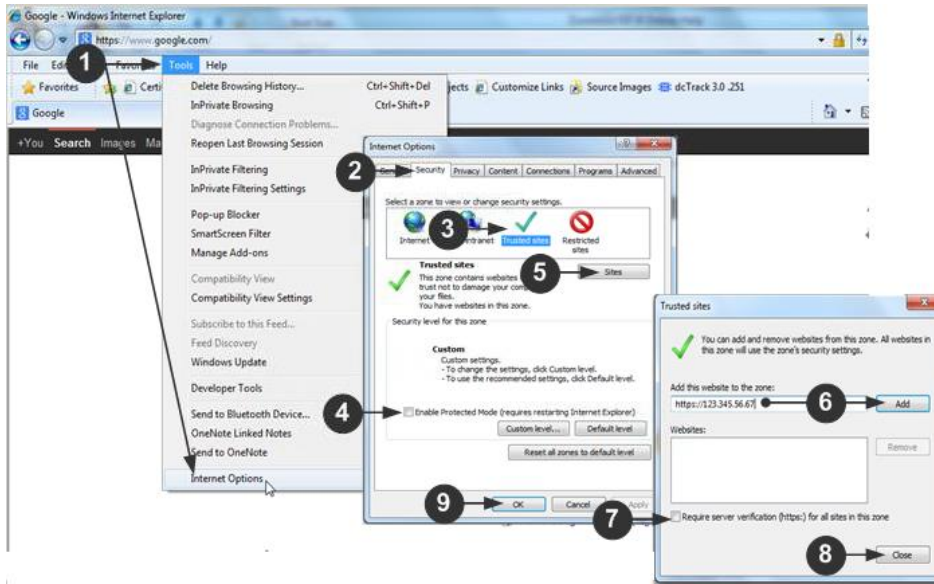 Google - Windows Internet Explorer
https://www.google.com/
File Edi Favor Tools Help
Favorites Certi jects Customize Links Source Images dcTrack 3.0 .251
Google
+You Search Images Ma
1
Delete Browsing History... Ctrl+Shift+Del
InPrivate Browsing Ctrl+Shift+P
Diagnose Connection Problems...
Reopen Last Browsing Session
InPrivate Filtering
InPrivate Filtering Settings
Pop-up Blocker
SmartScreen Filter
Manage Add-ons
Compatibility View
Compatibility View Settings
Subscribe to this Feed...
Feed Discovery
Windows Update
Developer Tools
Send to Bluetooth Device...
OneNote Linked Notes
Send to OneNote
Internet Options
Internet Options
2
Security Privacy Content Connections Programs Advanced
Select a zone to view or change security settings.
3
Internet intranet Trusted sites Restricted
sites
Trusted sites
5 Sites
This zone contains websites
trust not to damage your com
your files.
You have websites in this zone.
Security level for this zone
Custom
Custom settings.
- To change the settings, click Custom level.
- To use the recommended settings, click Default level.
4 Enable Protected Mode (requires restarting Internet Explorer)
Custom level... Default level
Reset all zones to default level
9 OK Cancel Apply
Trusted sites
You can add and remove websites from this zone. All websites in
this zone will use the zone's security settings.
Add this website to the zone:
https://123.345.56.67 6 Add
Websites:
Remove
7 Require server verification (https:) for all sites in this zone
8 Close